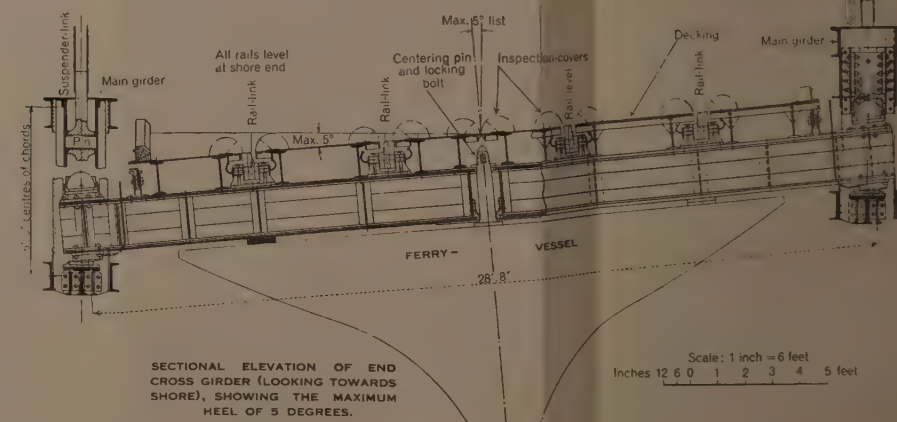 Max. 5° list
Suspender-link
Main girder
All rails level
at shore end
Rail-link
Rail-link
Centering pin
and locking
bolt
Inspection-covers
Rail level
Decking
Rail-link
Main girder
Pin
Max. 5°
centres of chords
FERRY-
VESSEL
28' 8"
SECTIONAL ELEVATION OF END
CROSS GIRDER (LOOKING TOWARDS
SHORE), SHOWING THE MAXIMUM
HEEL OF 5 DEGREES.
Scale: 1 inch = 6 feet
Inches 12 6 0 1 2 3 4 5 feet